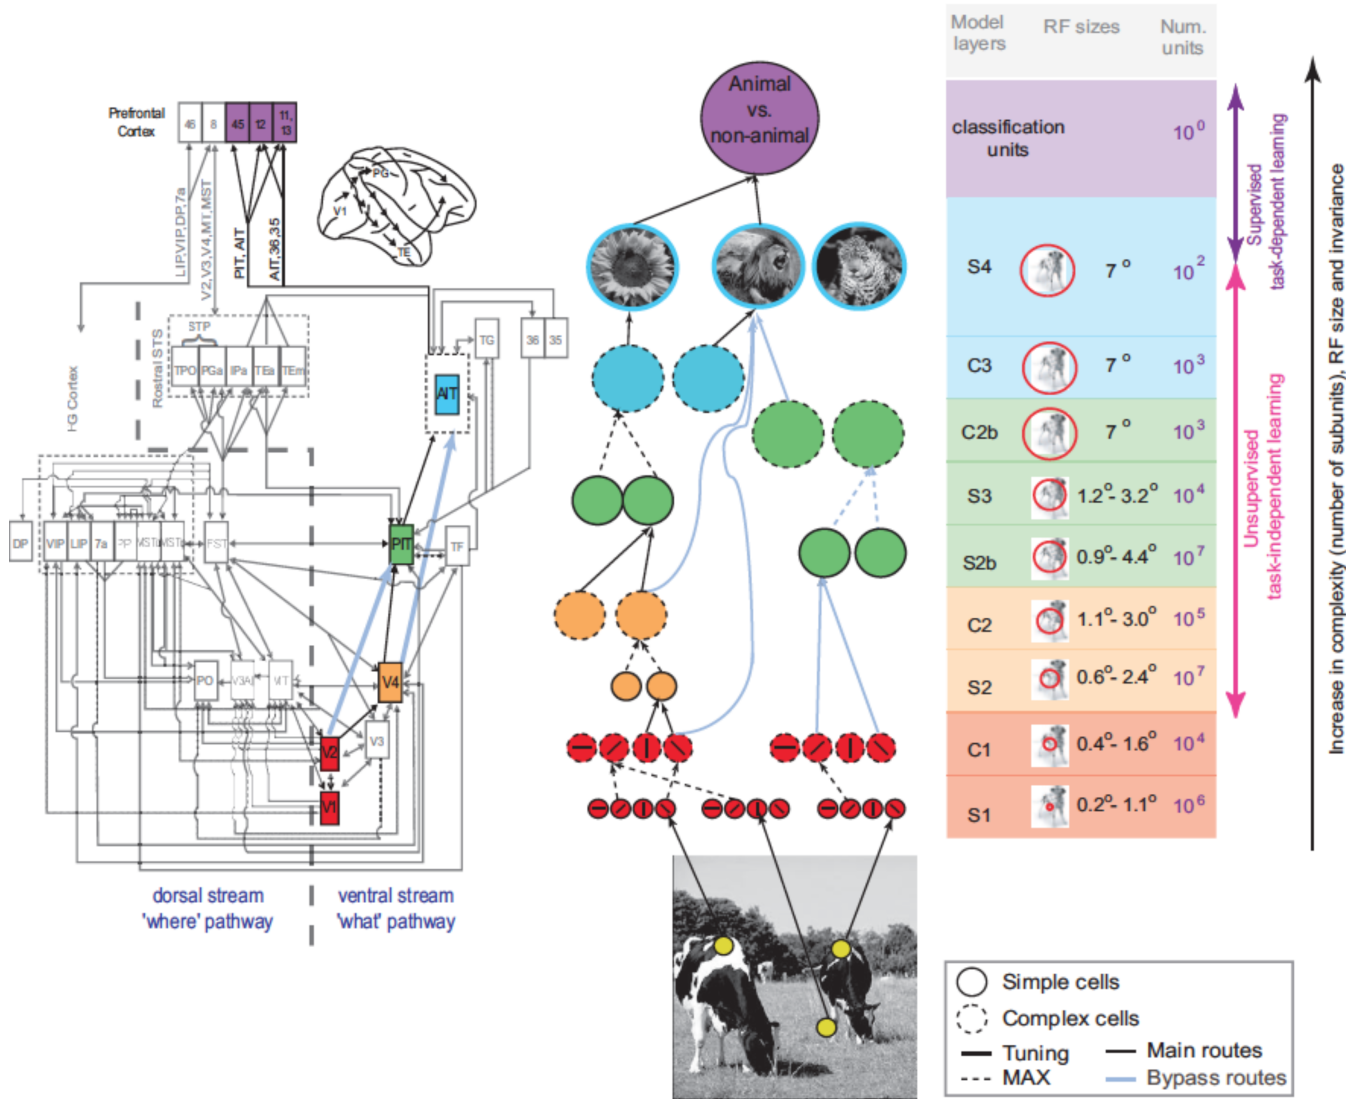 Prefrontal
Cortex
46
8
45
12
11,
13
LIP,VIP,DP,7a
V2,V3,V4,MT,MST
PIT, AIT
AIT,36,35
PG
V1
TE
Rostral STS
STP
TPO
PGa
IPa
TEa
TEm
TG
36
35
AIT
DP
VIP
LIP
7a
PP
FST
PIT
TF
PO
V3A
MT
V4
V2
V3
V1
dorsal stream
'where' pathway
ventral stream
'what' pathway
Animal
vs.
non-animal
Model
layers
RF sizes
Num.
units
classification
units
10⁰
S4
7 °
10²
C3
7 °
10³
C2b
7 °
10³
S3
1.2°- 3.2°
10⁴
S2b
0.9°- 4.4°
10⁷
C2
1.1°- 3.0°
10⁵
S2
0.6°- 2.4°
10⁷
C1
0.4°- 1.6°
10⁴
S1
0.2°- 1.1°
10⁶
Supervised
task-dependent learning
Unsupervised
task-independent learning
Increase in complexity (number of subunits), RF size and invariance
Simple cells
Complex cells
Tuning
Main routes
MAX
Bypass routes